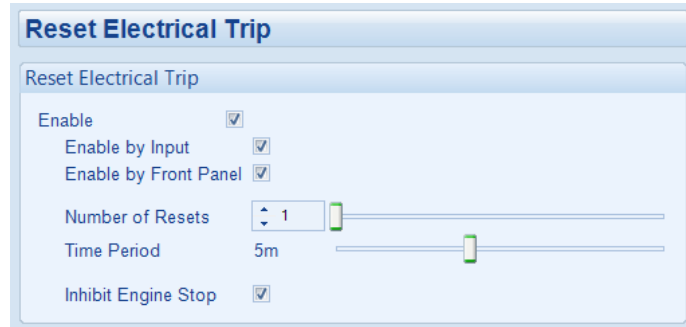 Reset Electrical Trip
Reset Electrical Trip
Enable
Enable by Input
Enable by Front Panel
Number of Resets 1
Time Period 5m
Inhibit Engine Stop